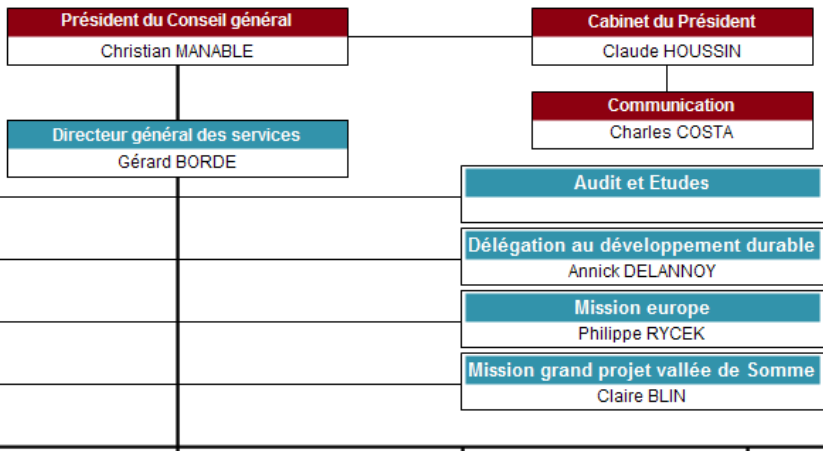 Président du Conseil général
Christian MANABLE
Cabinet du Président
Claude HOUSSIN
Communication
Charles COSTA
Directeur général des services
Gérard BORDE
Audit et Etudes
Délégation au développement durable
Annick DELANNOY
Mission europe
Philippe RYCEK
Mission grand projet vallée de Somme
Claire BLIN